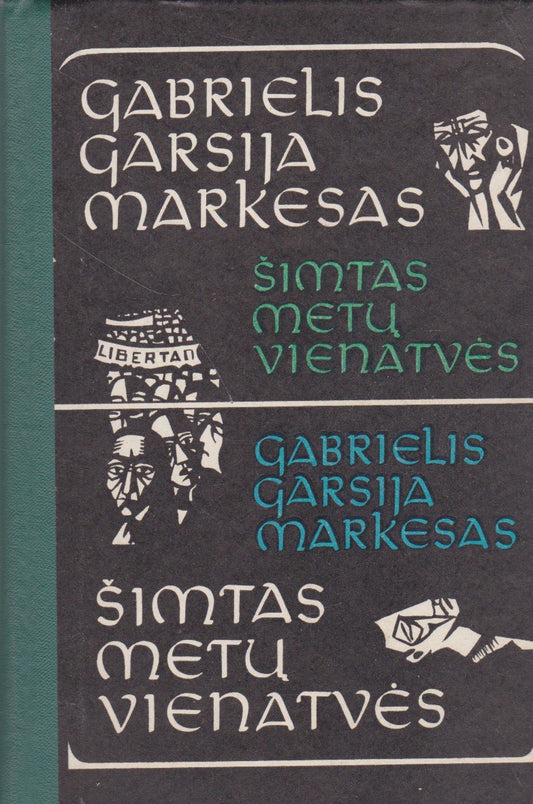 GABRIELIS
GARSIJA
MARKESAS
ŠIMTAS
METŲ
VIENATVĖS
LIBERTAD
GABRIELIS
GARSIJA
MARKESAS
ŠIMTAS
METŲ
VIENATVĖS